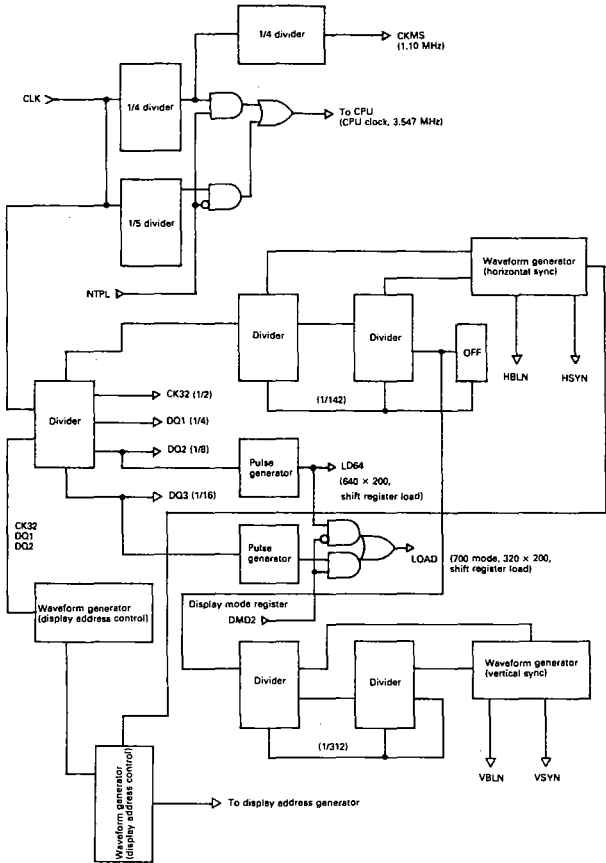 1/4 divider
CKMS
(1.10 MHz)
CLK
1/4 divider
To CPU
(CPU clock, 3.547 MHz)
1/5 divider
NTPL
Waveform generator
(horizontal sync)
Divider
Divider
OFF
HBLN
HSYN
(1/142)
Divider
CK32 (1/2)
DQ1 (1/4)
DQ2 (1/8)
DQ3 (1/16)
Pulse
generator
LD64
(640 × 200,
shift register load)
CK32
DQ1
DQ2
Pulse
generator
LOAD
(700 mode, 320 × 200,
shift register load)
Waveform generator
(display address control)
Display mode register
DMD2
Divider
Divider
Waveform generator
(vertical sync)
(1/312)
VBLN
VSYN
Waveform generator
(display address control)
To display address generator